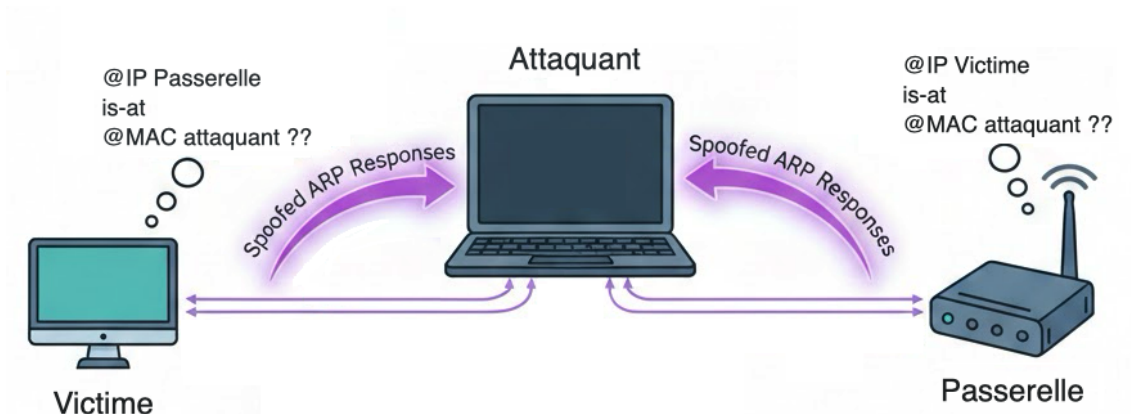 Attaquant
@IP Passerelle
is-at
@MAC attaquant ??
@IP Victime
is-at
@MAC attaquant ??
Spoofed ARP Responses
Spoofed ARP Responses
Victime
Passerelle